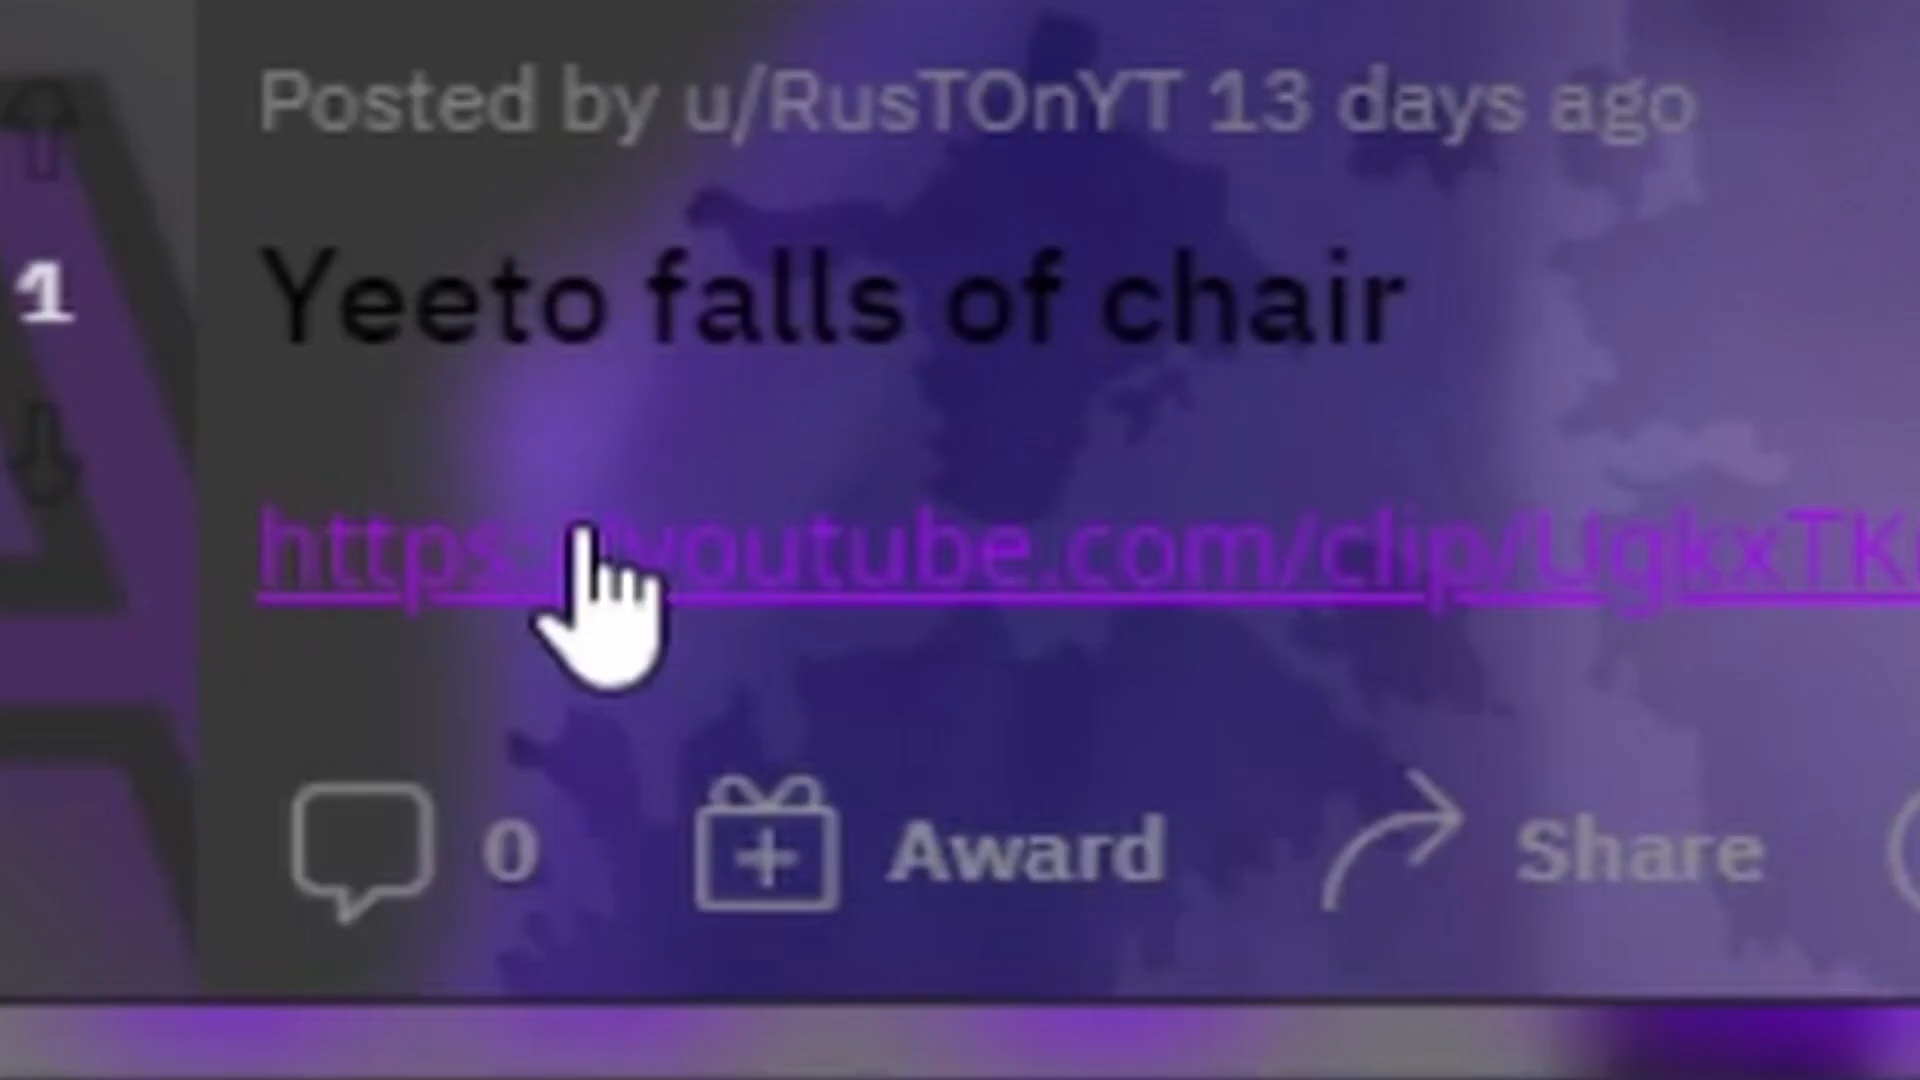 Posted by u/RusTOnYT 13 days ago
1
Yeeto falls of chair
https://youtube.com/clip/UgkxTK
0 Award Share